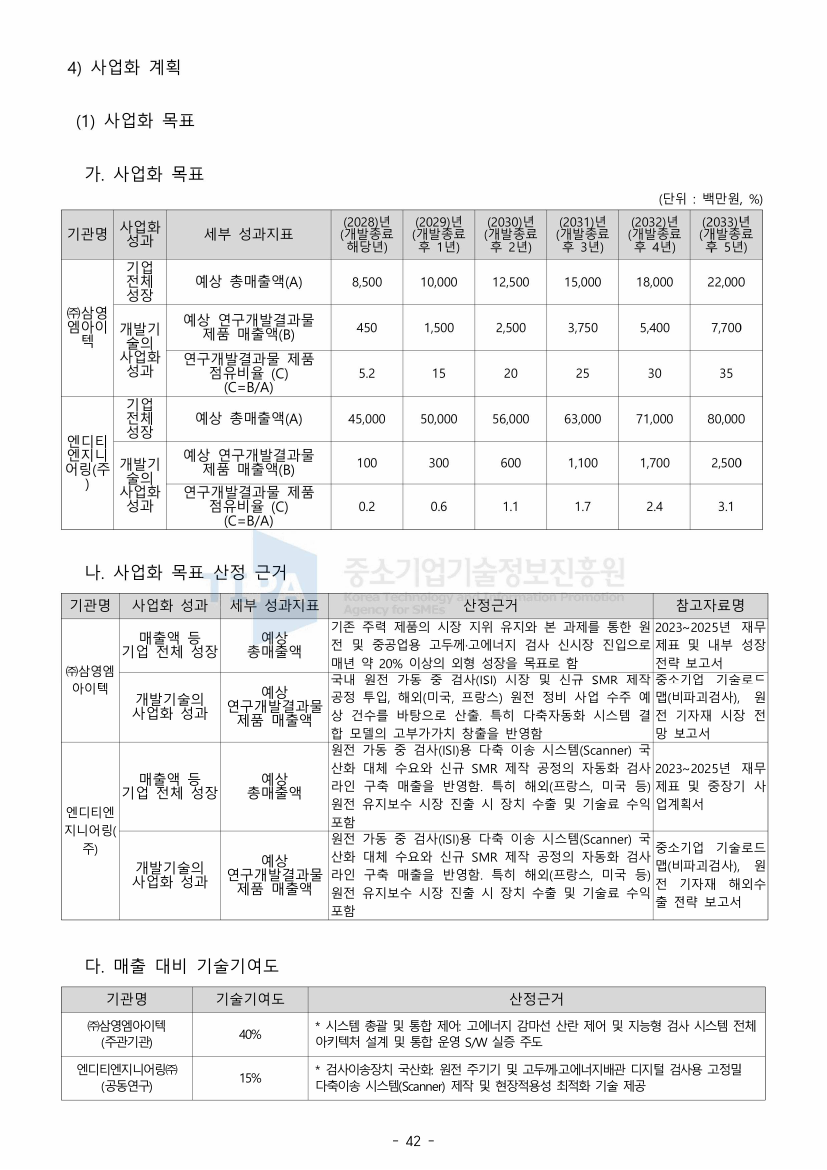 4) 사업화 계획
(1) 사업화 목표
가. 사업화 목표
(단위 : 백만원, %)
기관명 사업화 성과 세부 성과지표 (2028)년 (개발종료 해당년) (2029)년 (개발종료 후 1년) (2030)년 (개발종료 후 2년) (2031)년 (개발종료 후 3년) (2032)년 (개발종료 후 4년) (2033)년 (개발종료 후 5년)
㈜삼영엠아이텍
기업 전체 성장 예상 총매출액(A) 8,500 10,000 12,500 15,000 18,000 22,000
개발기술의 사업화 성과
예상 연구개발결과물 제품 매출액(B) 450 1,500 2,500 3,750 5,400 7,700
연구개발결과물 제품 점유비율 (C) (C=B/A) 5.2 15 20 25 30 35
엔디티엔지니어링(주)
기업 전체 성장 예상 총매출액(A) 45,000 50,000 56,000 63,000 71,000 80,000
개발기술의 사업화 성과
예상 연구개발결과물 제품 매출액(B) 100 300 600 1,100 1,700 2,500
연구개발결과물 제품 점유비율 (C) (C=B/A) 0.2 0.6 1.1 1.7 2.4 3.1
나. 사업화 목표 산정 근거
TIPA 중소기업기술정보진흥원
Korea Technology and Information Promotion
Agency for SMEs
기관명 사업화 성과 세부 성과지표 산정근거 참고자료명
㈜삼영엠아이텍
매출액 등 기업 전체 성장
예상 총매출액
기존 주력 제품의 시장 지위 유지와 본 과제를 통한 원
전 및 중공업용 고두께·고에너지 검사 신시장 진입으로
매년 약 20% 이상의 외형 성장을 목표로 함
2023~2025년 재무
제표 및 내부 성장
전략 보고서
개발기술의 사업화 성과
예상 연구개발결과물 제품 매출액
국내 원전 가동 중 검사(ISI) 시장 및 신규 SMR 제작
공정 투입, 해외(미국, 프랑스) 원전 정비 사업 수주 예
상 건수를 바탕으로 산출. 특히 다축자동화 시스템 결
합 모델의 고부가가치 창출을 반영함
중소기업 기술로드
맵(비파괴검사), 원
전 기자재 시장 전
망 보고서
엔디티엔지니어링(주)
매출액 등 기업 전체 성장
예상 총매출액
원전 가동 중 검사(ISI)용 다축 이송 시스템(Scanner) 국
산화 대체 수요와 신규 SMR 제작 공정의 자동화 검사
라인 구축 매출을 반영함. 특히 해외(프랑스, 미국 등)
원전 유지보수 시장 진출 시 장치 수출 및 기술료 수익
포함
2023~2025년 재무
제표 및 중장기 사
업계획서
개발기술의 사업화 성과
예상 연구개발결과물 제품 매출액
원전 가동 중 검사(ISI)용 다축 이송 시스템(Scanner) 국
산화 대체 수요와 신규 SMR 제작 공정의 자동화 검사
라인 구축 매출을 반영함. 특히 해외(프랑스, 미국 등)
원전 유지보수 시장 진출 시 장치 수출 및 기술료 수익
포함
중소기업 기술로드
맵(비파괴검사), 원
전 기자재 해외수
출 전략 보고서
다. 매출 대비 기술기여도
기관명 기술기여도 산정근거
㈜삼영엠아이텍
(주관기관)
40%
* 시스템 총괄 및 통합 제어: 고에너지 감마선 산란 제어 및 지능형 검사 시스템 전체
아키텍처 설계 및 통합 운영 S/W 실증 주도
엔디티엔지니어링㈜
(공동연구)
15%
* 검사이송장치 국산화: 원전 주기기 및 고두께·고에너지배관 디지털 검사용 고정밀
다축이송 시스템(Scanner) 제작 및 현장적용성 최적화 기술 제공
- 42 -